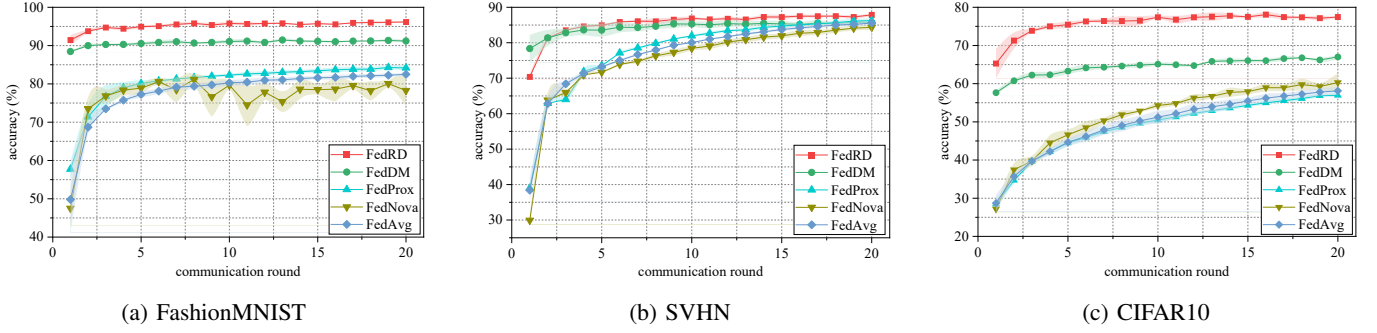 100
90
80
70
60
50
40
accuracy (%)
0
5
10
15
20
communication round
FedRD
FedDM
FedProx
FedNova
FedAvg
(a) FashionMNIST
90
80
70
60
50
40
30
accuracy (%)
0
5
10
15
20
communication round
FedRD
FedDM
FedProx
FedNova
FedAvg
(b) SVHN
80
70
60
50
40
30
20
accuracy (%)
0
5
10
15
20
communication round
FedRD
FedDM
FedProx
FedNova
FedAvg
(c) CIFAR10